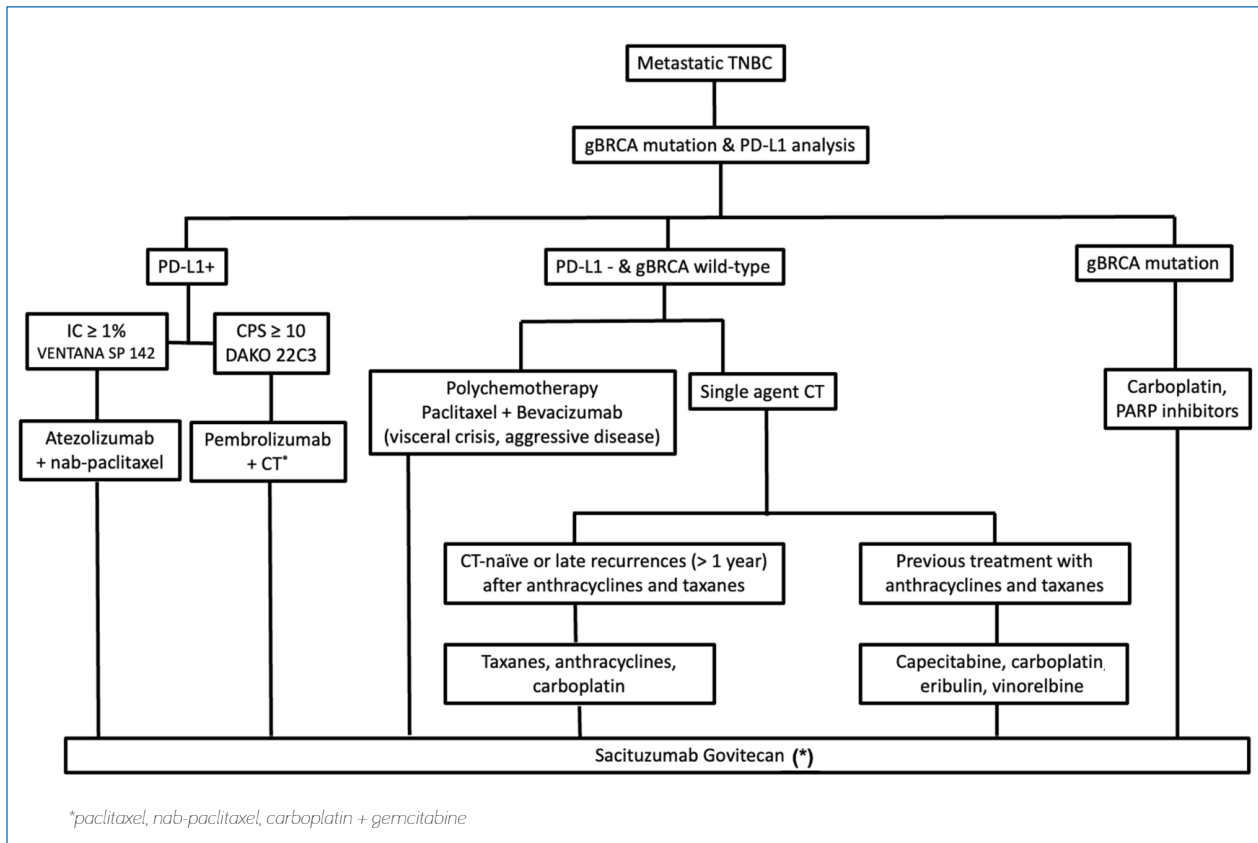 Metastatic TNBC
gBRCA mutation & PD-L1 analysis
PD-L1+
PD-L1 - & gBRCA wild-type
gBRCA mutation
IC ≥ 1%
VENTANA SP 142
CPS ≥ 10
DAKO 22C3
Polychemotherapy
Paclitaxel + Bevacizumab
(visceral crisis, aggressive disease)
Single agent CT
Carboplatin,
PARP inhibitors
Atezolizumab
+ nab-paclitaxel
Pembrolizumab
+ CT*
CT-naïve or late recurrences (> 1 year)
after anthracyclines and taxanes
Previous treatment with
anthracyclines and taxanes
Taxanes, anthracyclines,
carboplatin
Capecitabine, carboplatin,
eribulin, vinorelbine
Sacituzumab Govitecan (*)
*paclitaxel, nab-paclitaxel, carboplatin + gemcitabine